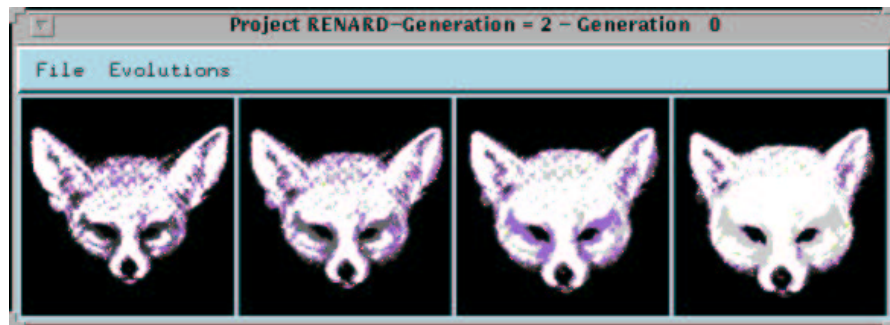 Project RENARD-Generation = 2 - Generation 0
File Evolutions